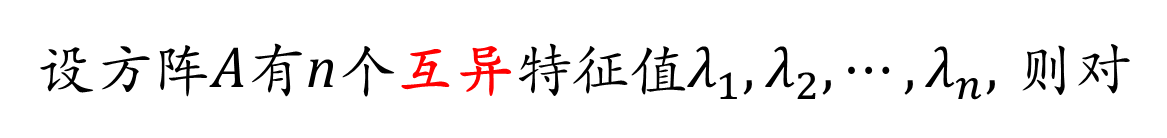 设方阵A有n个互异特征值λ₁, λ₂, ⋯ , λₙ, 则对